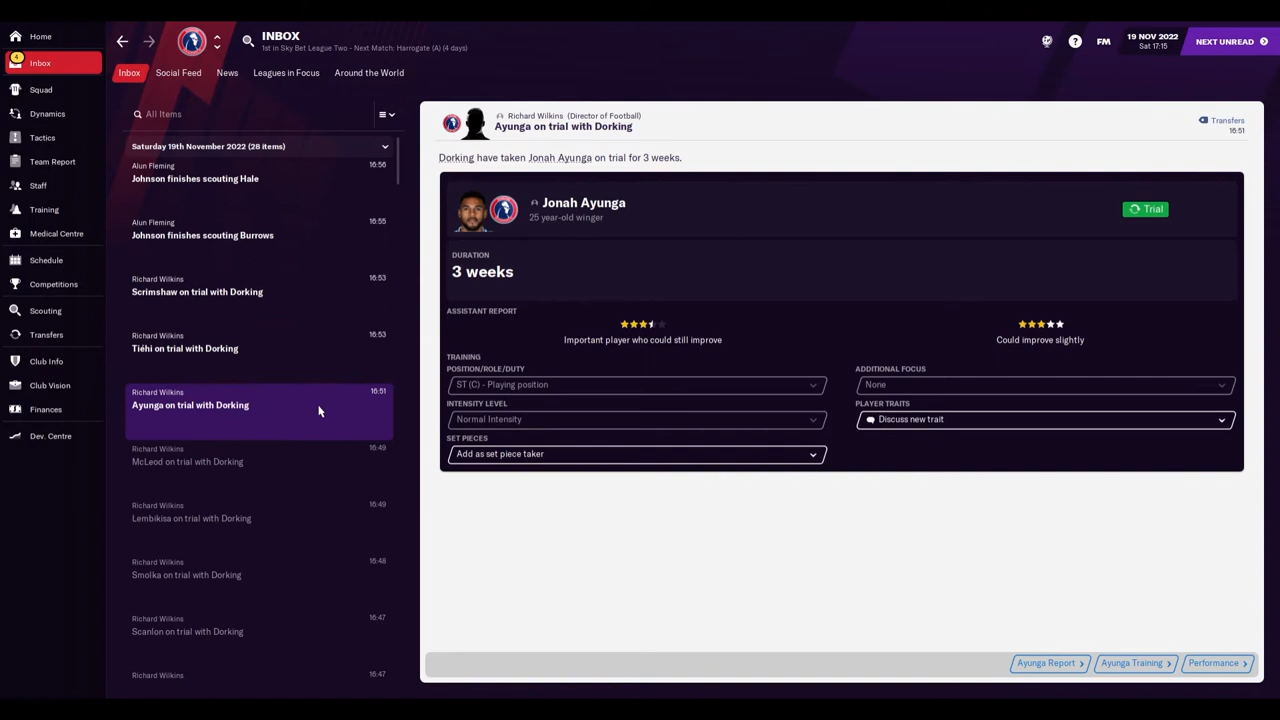 Home
INBOX
1st in Sky Bet League Two - Next Match: Harrogate (A) (4 days)
FM
19 NOV 2022
Sat 17:15
NEXT UNREAD
4
Inbox
Squad
Dynamics
Tactics
Team Report
Staff
Training
Medical Centre
Schedule
Competitions
Scouting
Transfers
Club Info
Club Vision
Finances
Dev. Centre
Inbox
Social Feed
News
Leagues in Focus
Around the World
All Items
Saturday 19th November 2022 (28 items)
Alun Fleming 16:56
Johnson finishes scouting Hale
Alun Fleming 16:55
Johnson finishes scouting Burrows
Richard Wilkins 16:53
Scrimshaw on trial with Dorking
Richard Wilkins 16:53
Tiéhi on trial with Dorking
Richard Wilkins 16:51
Ayunga on trial with Dorking
Richard Wilkins 16:49
McLeod on trial with Dorking
Richard Wilkins 16:49
Lembikisa on trial with Dorking
Richard Wilkins 16:48
Smolka on trial with Dorking
Richard Wilkins 16:47
Scanlon on trial with Dorking
Richard Wilkins 16:47
Richard Wilkins (Director of Football)
Ayunga on trial with Dorking
Transfers
16:51
Dorking have taken Jonah Ayunga on trial for 3 weeks.
Jonah Ayunga
25 year-old winger
Trial
DURATION
3 weeks
ASSISTANT REPORT
Important player who could still improve
Could improve slightly
TRAINING
POSITION/ROLE/DUTY
ST (C) - Playing position
ADDITIONAL FOCUS
None
INTENSITY LEVEL
Normal Intensity
PLAYER TRAITS
Discuss new trait
SET PIECES
Add as set piece taker
Ayunga Report
Ayunga Training
Performance